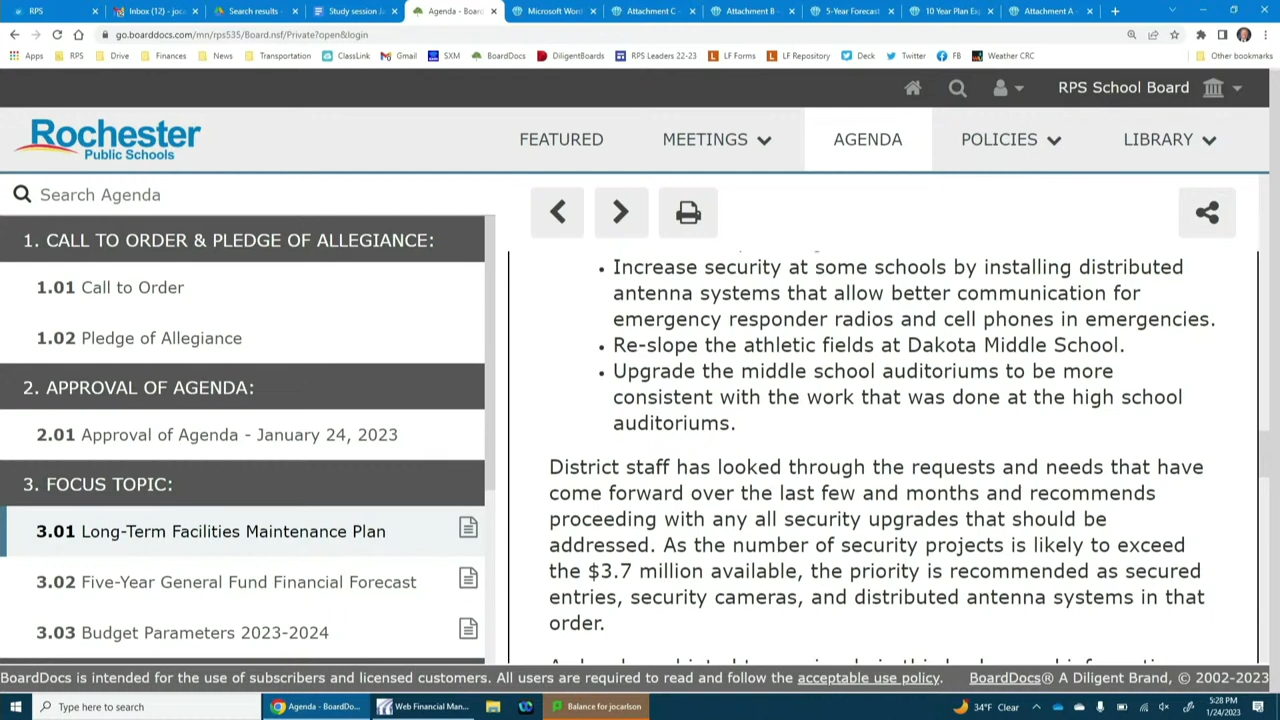 RPS
Inbox (12) - joca
Search results -
Study session Ja
Agenda - Board
Microsoft Word
Attachment C -
Attachment B -
5-Year Forecast
10 Year Plan Exp
Attachment A -
go.boarddocs.com/mn/rps535/Board.nsf/Private?open&login
Apps RPS Drive Finances News Transportation ClassLink Gmail SXM BoardDocs DiligentBoards RPS Leaders 22-23 LF Forms LF Repository Deck Twitter FB Weather CRC Other bookmarks
RPS School Board
Rochester
Public Schools
FEATURED MEETINGS AGENDA POLICIES LIBRARY
Search Agenda
1. CALL TO ORDER & PLEDGE OF ALLEGIANCE:
1.01 Call to Order
1.02 Pledge of Allegiance
2. APPROVAL OF AGENDA:
2.01 Approval of Agenda - January 24, 2023
3. FOCUS TOPIC:
3.01 Long-Term Facilities Maintenance Plan
3.02 Five-Year General Fund Financial Forecast
3.03 Budget Parameters 2023-2024
• Increase security at some schools by installing distributed
antenna systems that allow better communication for
emergency responder radios and cell phones in emergencies.
• Re-slope the athletic fields at Dakota Middle School.
• Upgrade the middle school auditoriums to be more
consistent with the work that was done at the high school
auditoriums.
District staff has looked through the requests and needs that have
come forward over the last few and months and recommends
proceeding with any all security upgrades that should be
addressed. As the number of security projects is likely to exceed
the $3.7 million available, the priority is recommended as secured
entries, security cameras, and distributed antenna systems in that
order.
BoardDocs is intended for the use of subscribers and licensed customers. All users are required to read and follow the acceptable use policy. BoardDocs® A Diligent Brand, © 2002-2023
Type here to search
Agenda - BoardDo...
Web Financial Man...
Balance for jocarlson
34°F Clear
5:28 PM
1/24/2023